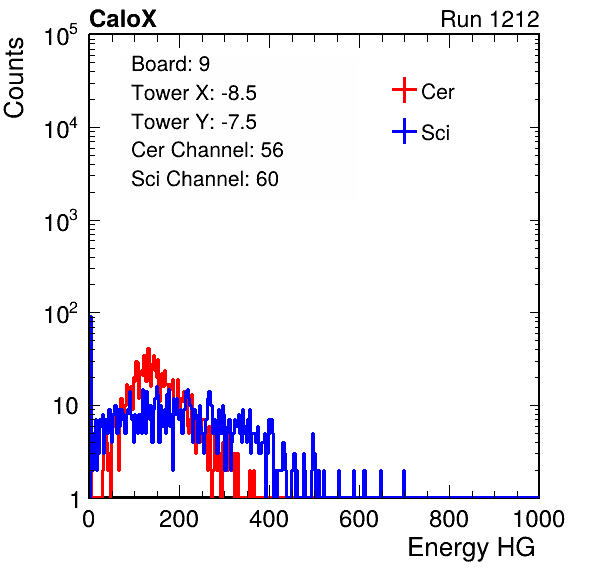 CaloX Run 1212
Board: 9
Tower X: -8.5
Tower Y: -7.5
Cer Channel: 56
Sci Channel: 60
Cer
Sci
Counts
10^5
10^4
10^3
10^2
10
1
0 200 400 600 800 1000
Energy HG